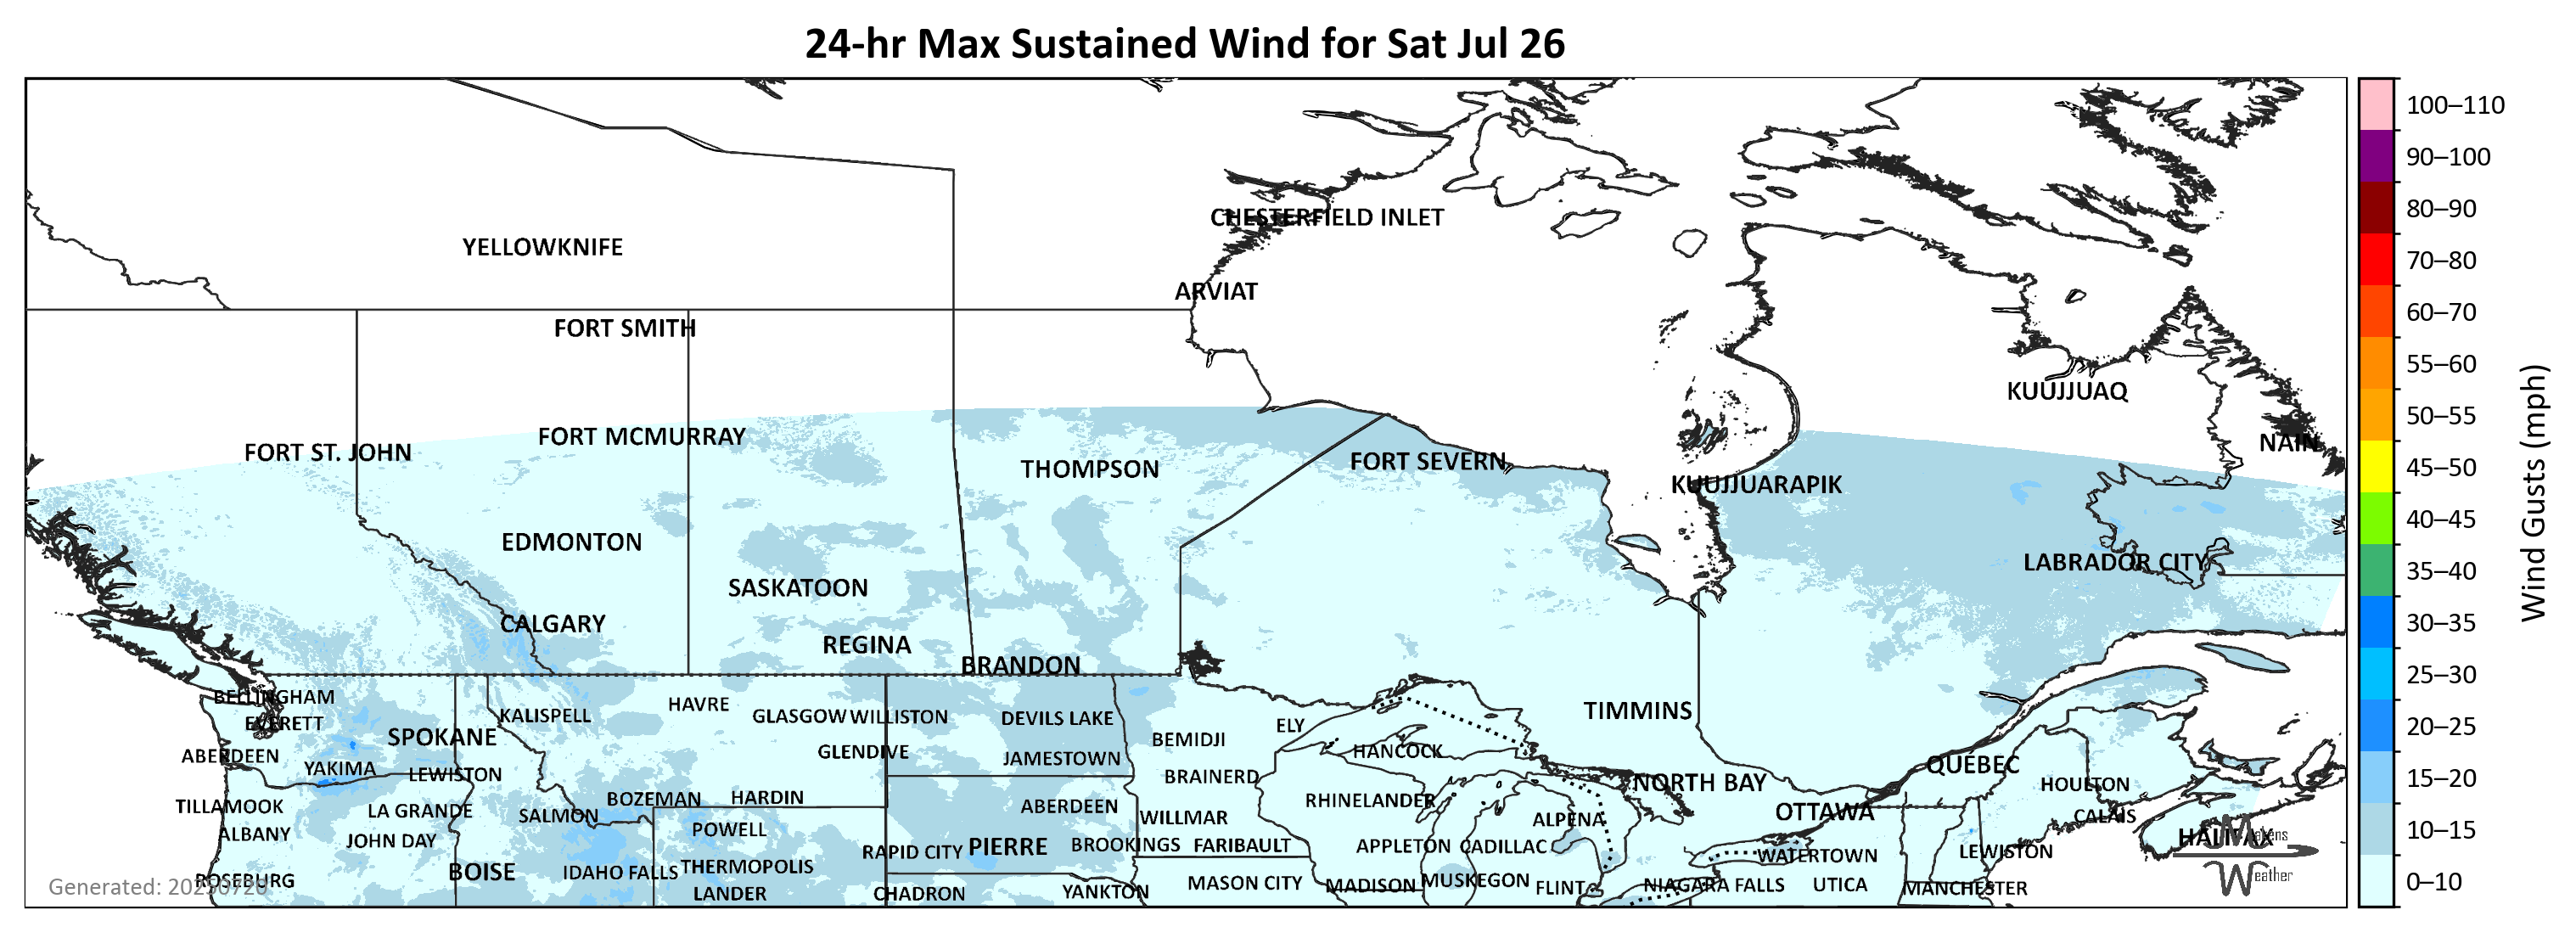 24-hr Max Sustained Wind for Sat Jul 26
100–110
90–100
80–90
CHESTERFIELD INLET
YELLOWKNIFE
70–80
ARVIAT
60–70
FORT SMITH
55–60
KUUJJUAQ
50–55
FORT MCMURRAY
NAIN
FORT ST. JOHN
FORT SEVERN
THOMPSON
45–50
KUUJJUARAPIK
40–45
EDMONTON
LABRADOR CITY
35–40
SASKATOON
CALGARY
30–35
REGINA
BRANDON
25–30
Wind Gusts (mph)
BELLINGHAM
HAVRE
TIMMINS
KALISPELL
GLASGOW
WILLISTON
DEVILS LAKE
EVERETT
20–25
ELY
SPOKANE
BEMIDJI
GLENDIVE
HANCOCK
ABERDEEN
JAMESTOWN
QUÉBEC
YAKIMA
LEWISTON
BRAINERD
15–20
NORTH BAY
HOULTON
BOZEMAN
HARDIN
RHINELANDER
TILLAMOOK
LA GRANDE
ABERDEEN
OTTAWA
SALMON
WILLMAR
ALPENA
CALAIS
POWELL
10–15
ALBANY
JOHN DAY
HALIFAX
Makens
Weather
PIERRE
BROOKINGS
FARIBAULT
APPLETON
CADILLAC
RAPID CITY
LEWISTON
WATERTOWN
THERMOPOLIS
BOISE
IDAHO FALLS
ROSEBURG
MUSKEGON
0–10
MASON CITY
MADISON
FLINT
NIAGARA FALLS
UTICA
MANCHESTER
Generated: 20250720
LANDER
CHADRON
YANKTON